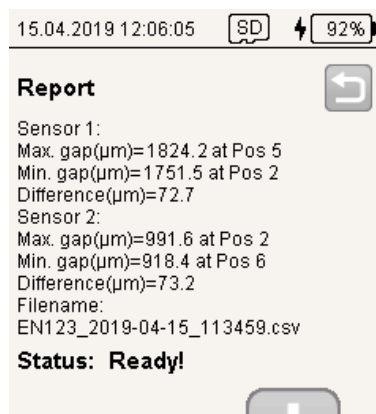 15.04.2019 12:06:05 SD 92%
Report
Sensor 1:
Max. gap(µm)=1824.2 at Pos 5
Min. gap(µm)=1751.5 at Pos 2
Difference(µm)=72.7
Sensor 2:
Max. gap(µm)=991.6 at Pos 2
Min. gap(µm)=918.4 at Pos 6
Difference(µm)=73.2
Filename:
EN123_2019-04-15_113459.csv
Status: Ready!